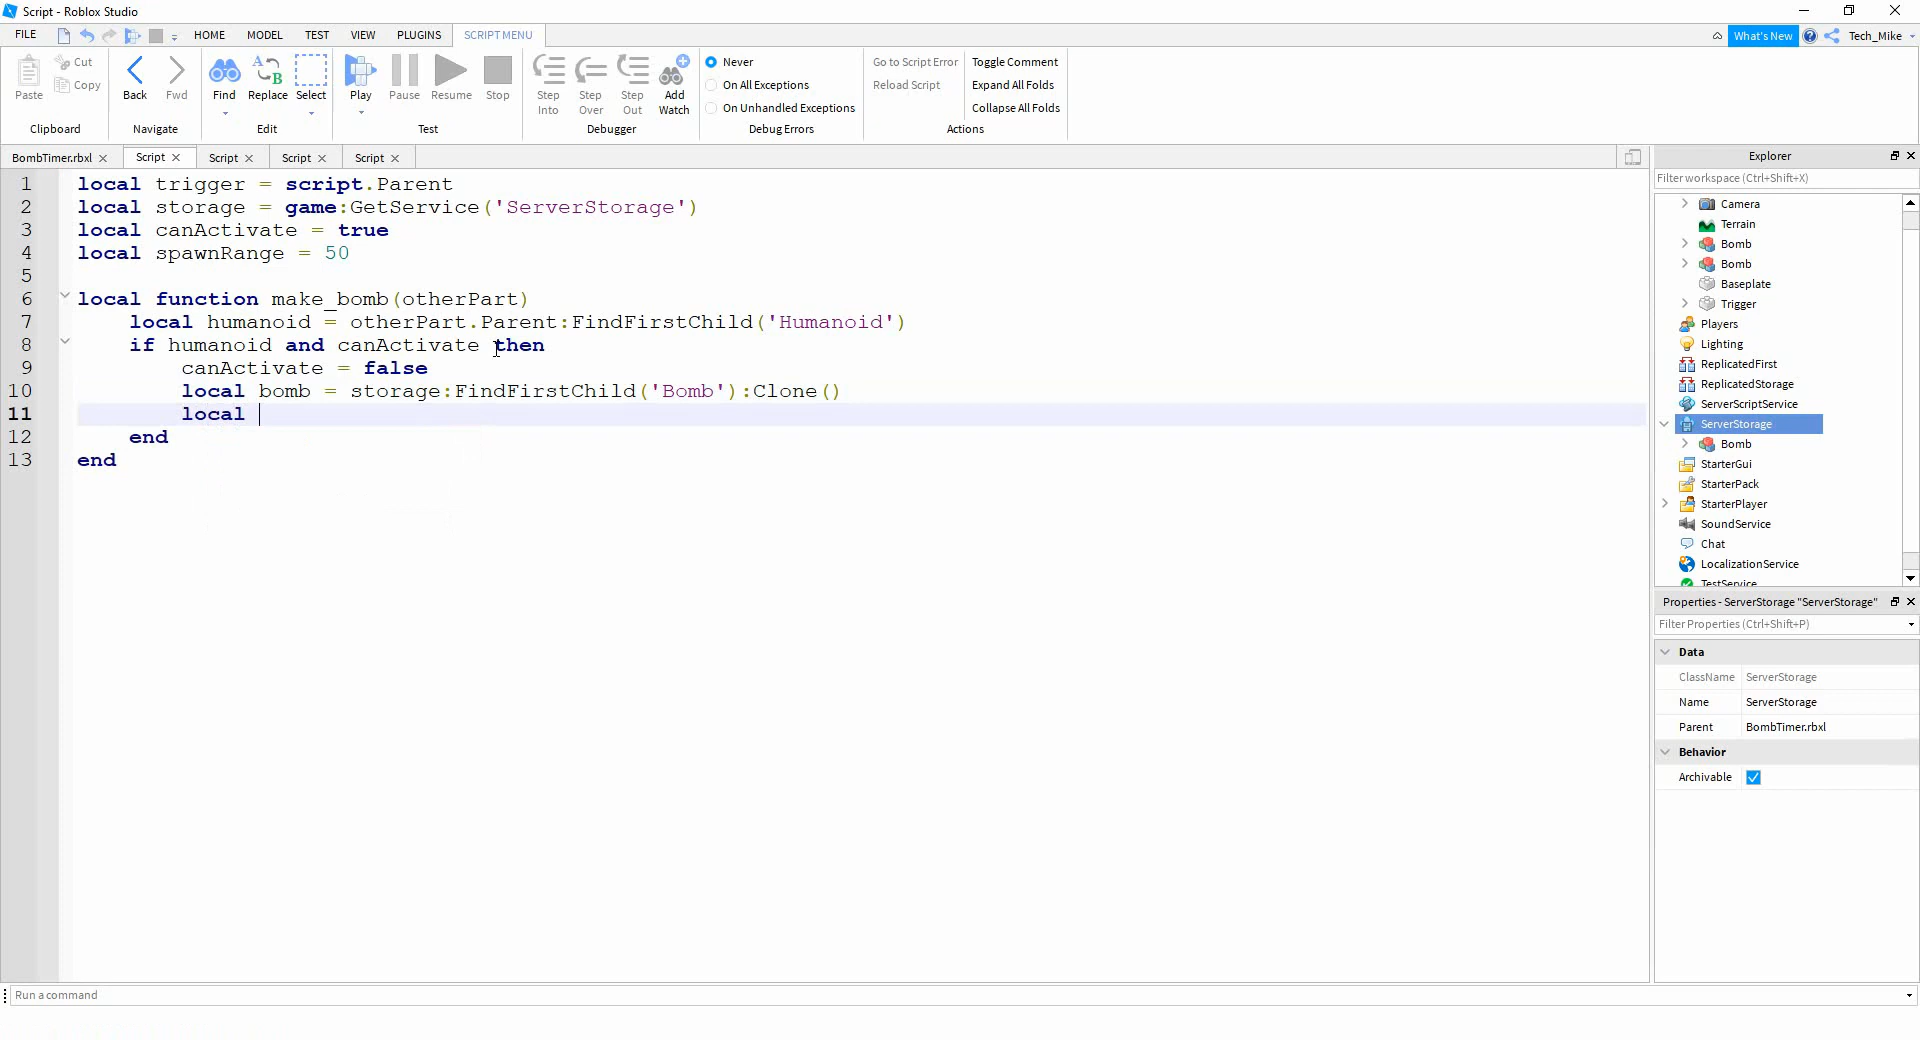 Script - Roblox Studio
FILE HOME MODEL TEST VIEW PLUGINS SCRIPT MENU What's New Tech_Mike
Paste Cut Copy Back Fwd Find Replace Select Play Pause Resume Stop Step Into Step Over Step Out Add Watch Never On All Exceptions On Unhandled Exceptions Go to Script Error Reload Script Toggle Comment Expand All Folds Collapse All Folds
Clipboard Navigate Edit Test Debugger Debug Errors Actions
BombTimer.rbxl Script Script Script Script
1 local trigger = script.Parent
2 local storage = game:GetService('ServerStorage')
3 local canActivate = true
4 local spawnRange = 50
5
6 local function make_bomb(otherPart)
7 local humanoid = otherPart.Parent:FindFirstChild('Humanoid')
8 if humanoid and canActivate then
9 canActivate = false
10 local bomb = storage:FindFirstChild('Bomb'):Clone()
11 local
12 end
13 end
Explorer
Filter workspace (Ctrl+Shift+X)
Camera
Terrain
Bomb
Bomb
Baseplate
Trigger
Players
Lighting
ReplicatedFirst
ReplicatedStorage
ServerScriptService
ServerStorage
Bomb
StarterGui
StarterPack
StarterPlayer
SoundService
Chat
LocalizationService
TestService
Properties - ServerStorage "ServerStorage"
Filter Properties (Ctrl+Shift+P)
Data
ClassName ServerStorage
Name ServerStorage
Parent BombTimer.rbxl
Behavior
Archivable
Run a command